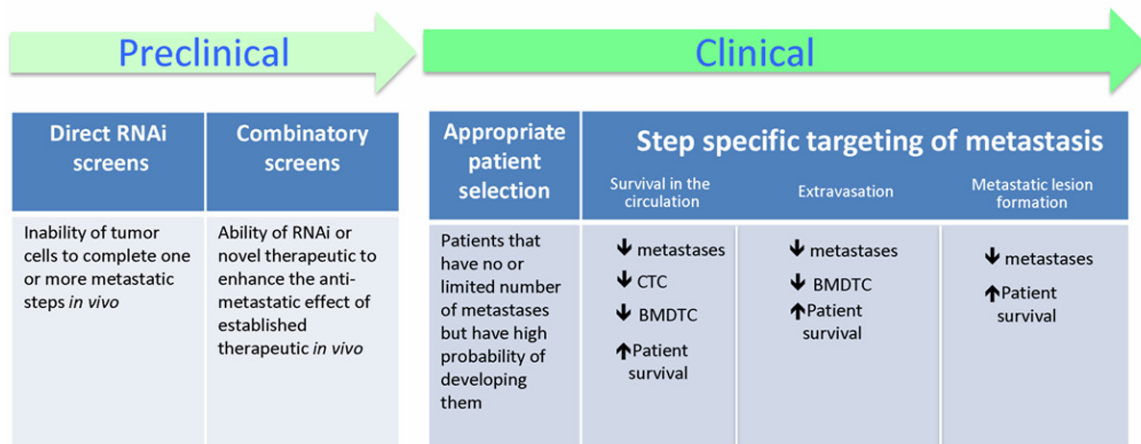 Preclinical
Clinical
Direct RNAi
screens
Combinatory
screens
Inability of tumor
cells to complete one
or more metastatic
steps in vivo
Ability of RNAi or
novel therapeutic to
enhance the anti-
metastatic effect of
established
therapeutic in vivo
Appropriate
patient
selection
Step specific targeting of metastasis
Survival in the
circulation
Extravasation
Metastatic lesion
formation
Patients that
have no or
limited number
of metastases
but have high
probability of
developing
them
↓ metastases
↓ CTC
↓ BMDTC
↑Patient
survival
↓ metastases
↓ BMDTC
↑Patient
survival
↓ metastases
↑Patient
survival